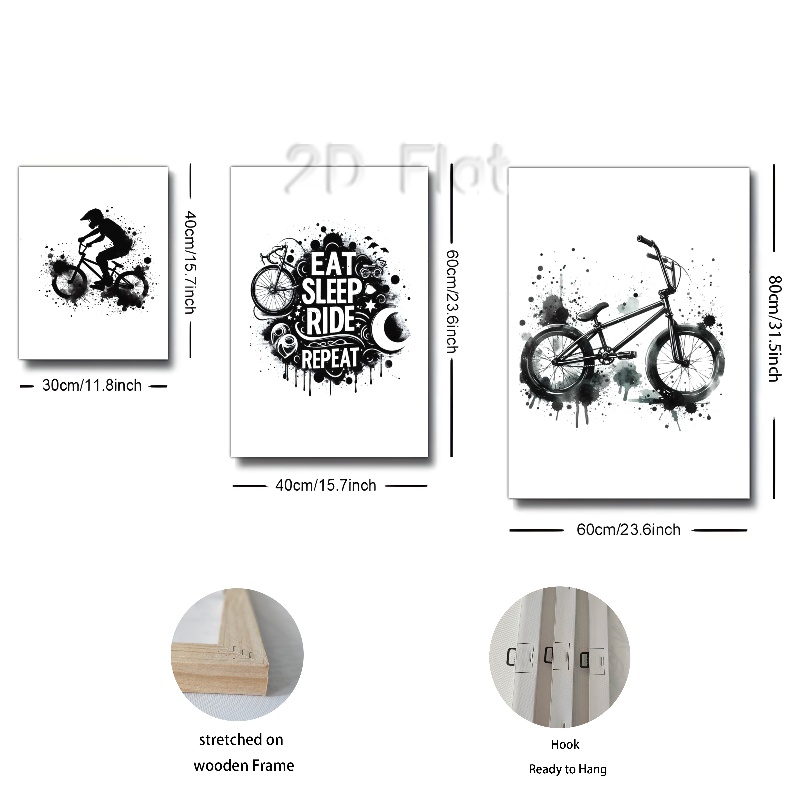 2D Flat
40cm/15.7inch
30cm/11.8inch
EAT
SLEEP
RIDE
REPEAT
60cm/23.6inch
40cm/15.7inch
80cm/31.5inch
60cm/23.6inch
stretched on
wooden Frame
Hook
Ready to Hang